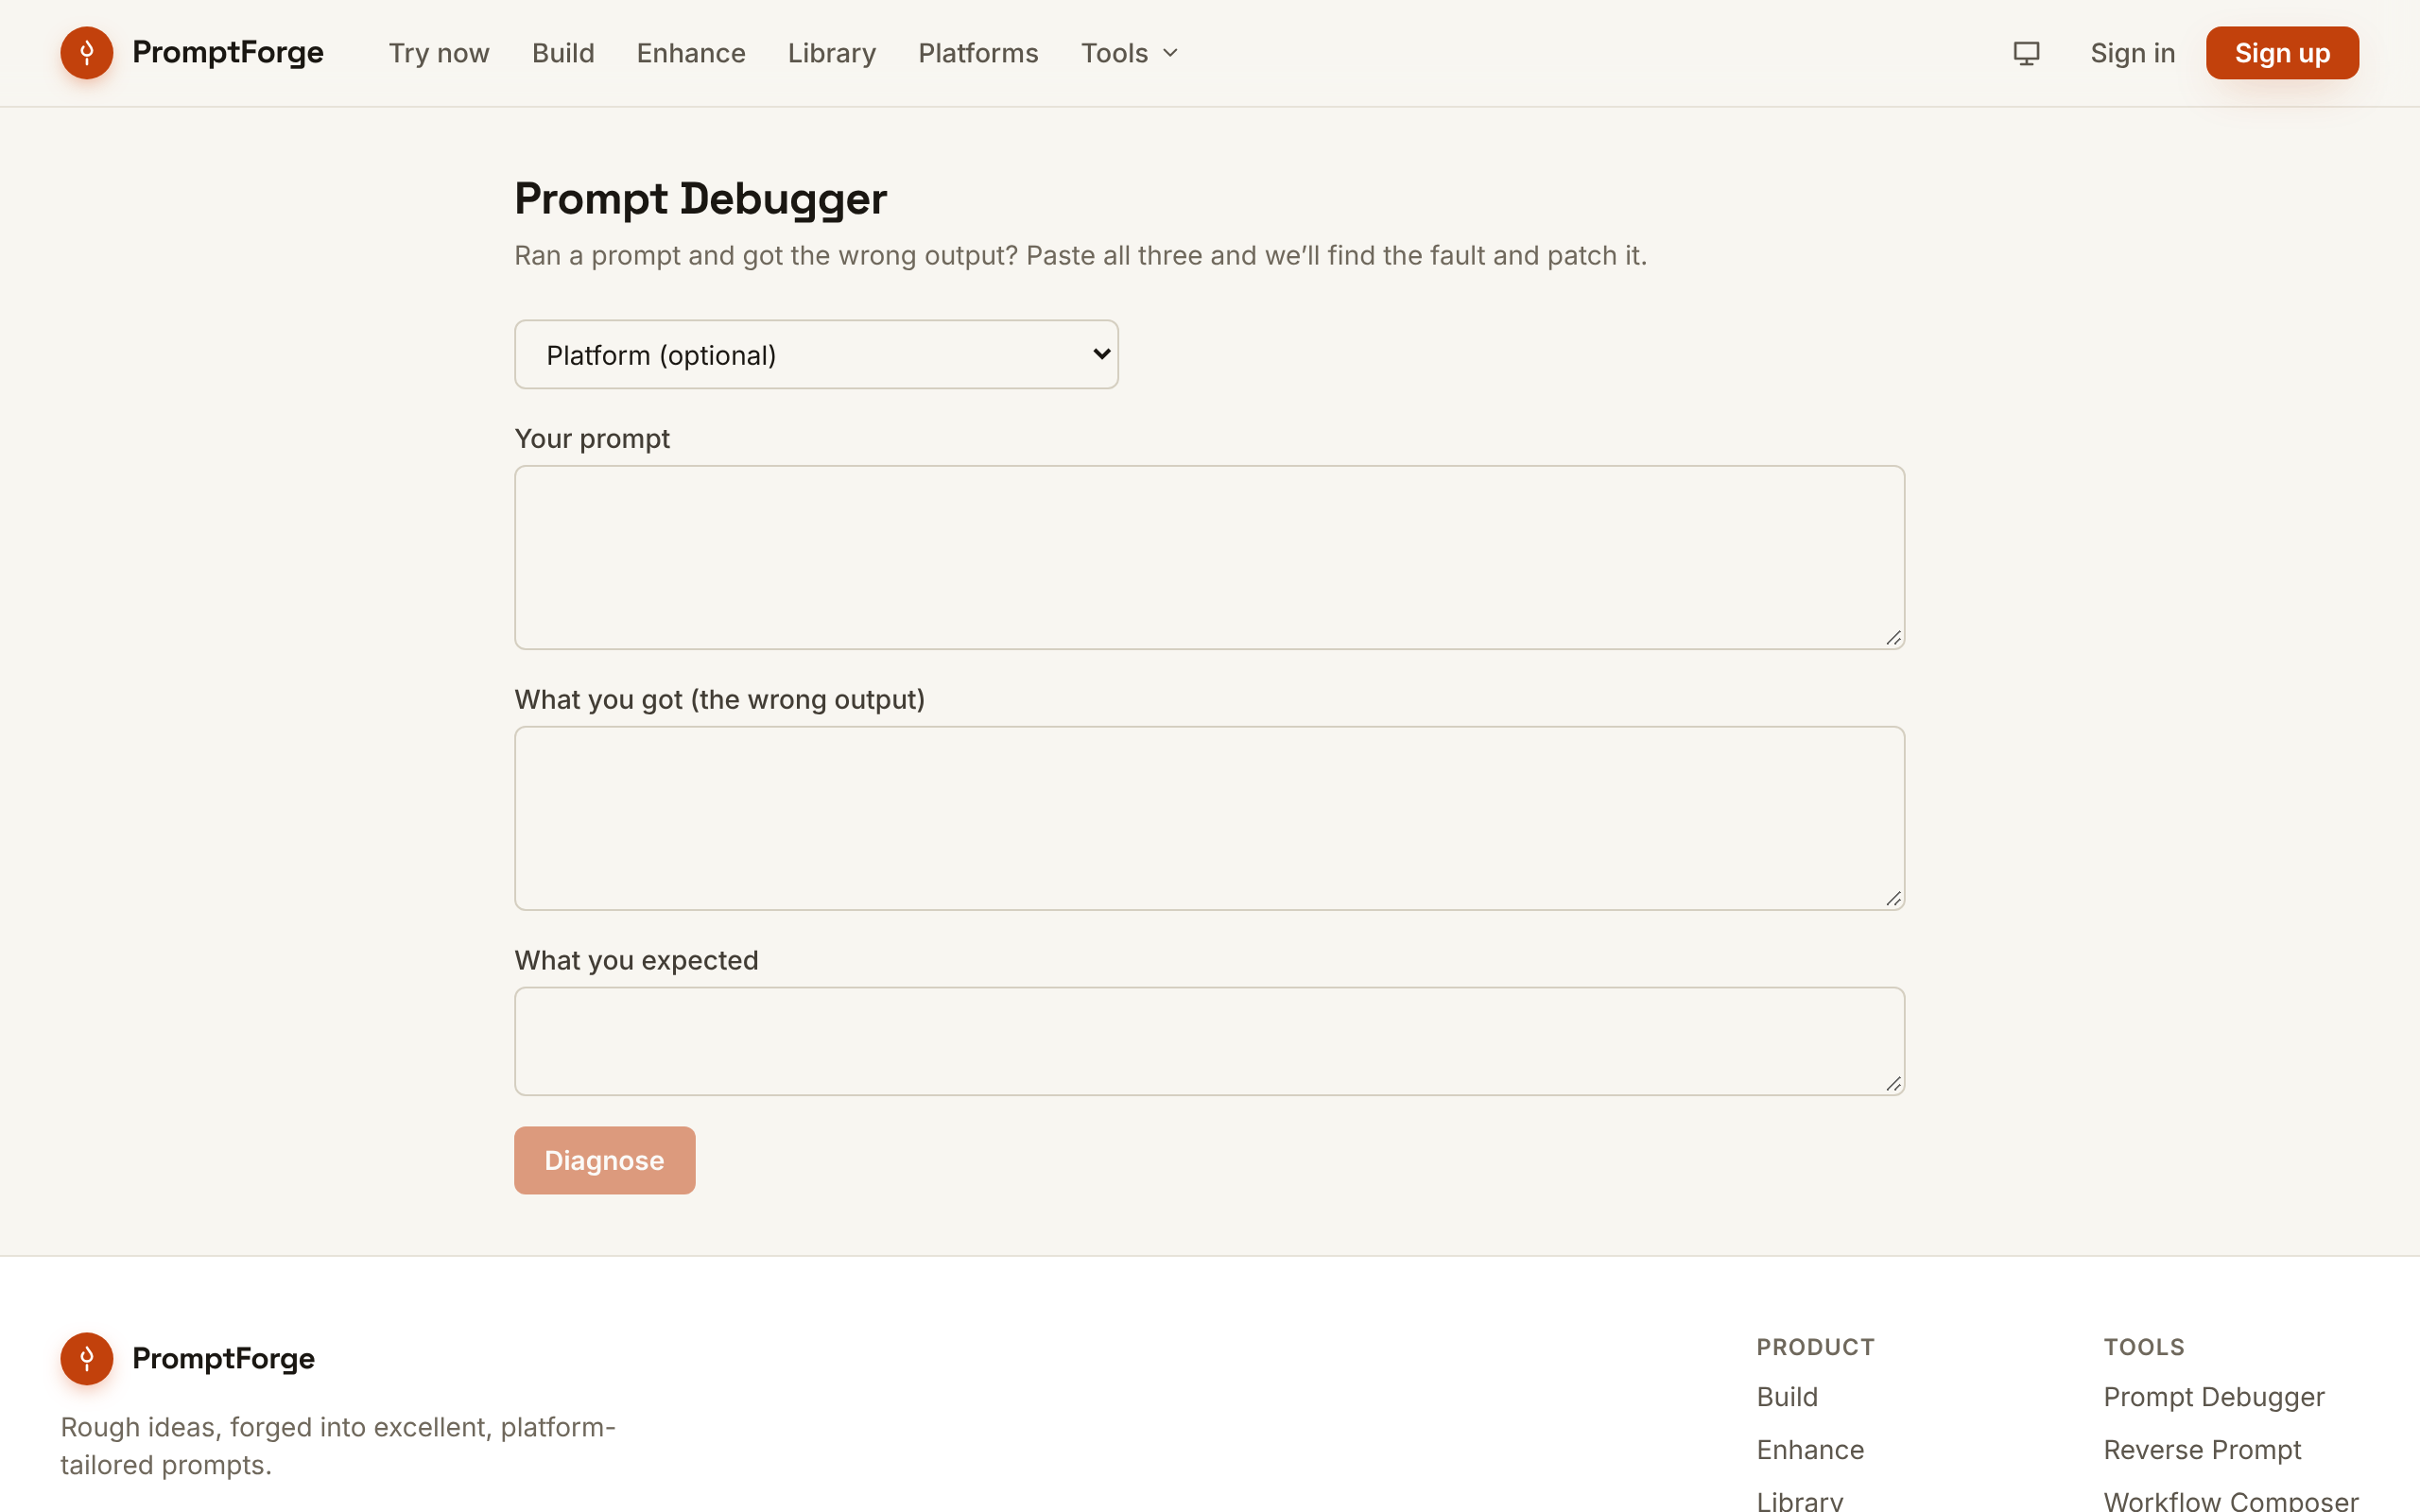 PromptForge
Try now
Build
Enhance
Library
Platforms
Tools
Sign in
Sign up
Prompt Debugger
Ran a prompt and got the wrong output? Paste all three and we’ll find the fault and patch it.
Platform (optional)
Your prompt
What you got (the wrong output)
What you expected
Diagnose
PromptForge
Rough ideas, forged into excellent, platform-
tailored prompts.
PRODUCT
Build
Enhance
Library
TOOLS
Prompt Debugger
Reverse Prompt
Workflow Composer